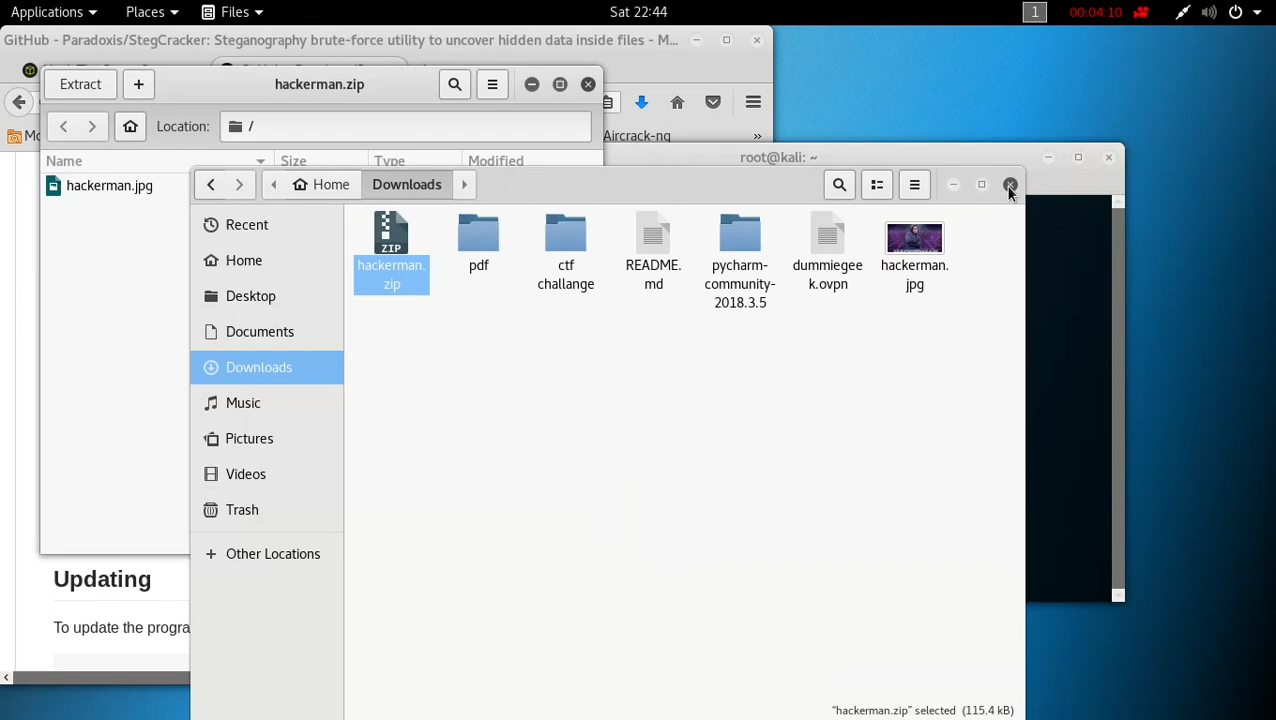 Applications Places Files Sat 22:44 1 00:04:10
GitHub - Paradoxis/StegCracker: Steganography brute-force utility to uncover hidden data inside files - M...
Extract + hackerman.zip
Location: /
Aircrack-ng »
Name Size Type Modified
root@kali: ~
hackerman.jpg
Home Downloads
Recent
Home
Desktop
Documents
Downloads
Music
Pictures
Videos
Trash
+ Other Locations
ZIP
hackerman.
zip
pdf
ctf
challange
README.
md
pycharm-
community-
2018.3.5
dummiegee
k.ovpn
hackerman.
jpg
Updating
To update the progra
"hackerman.zip" selected (115.4 kB)